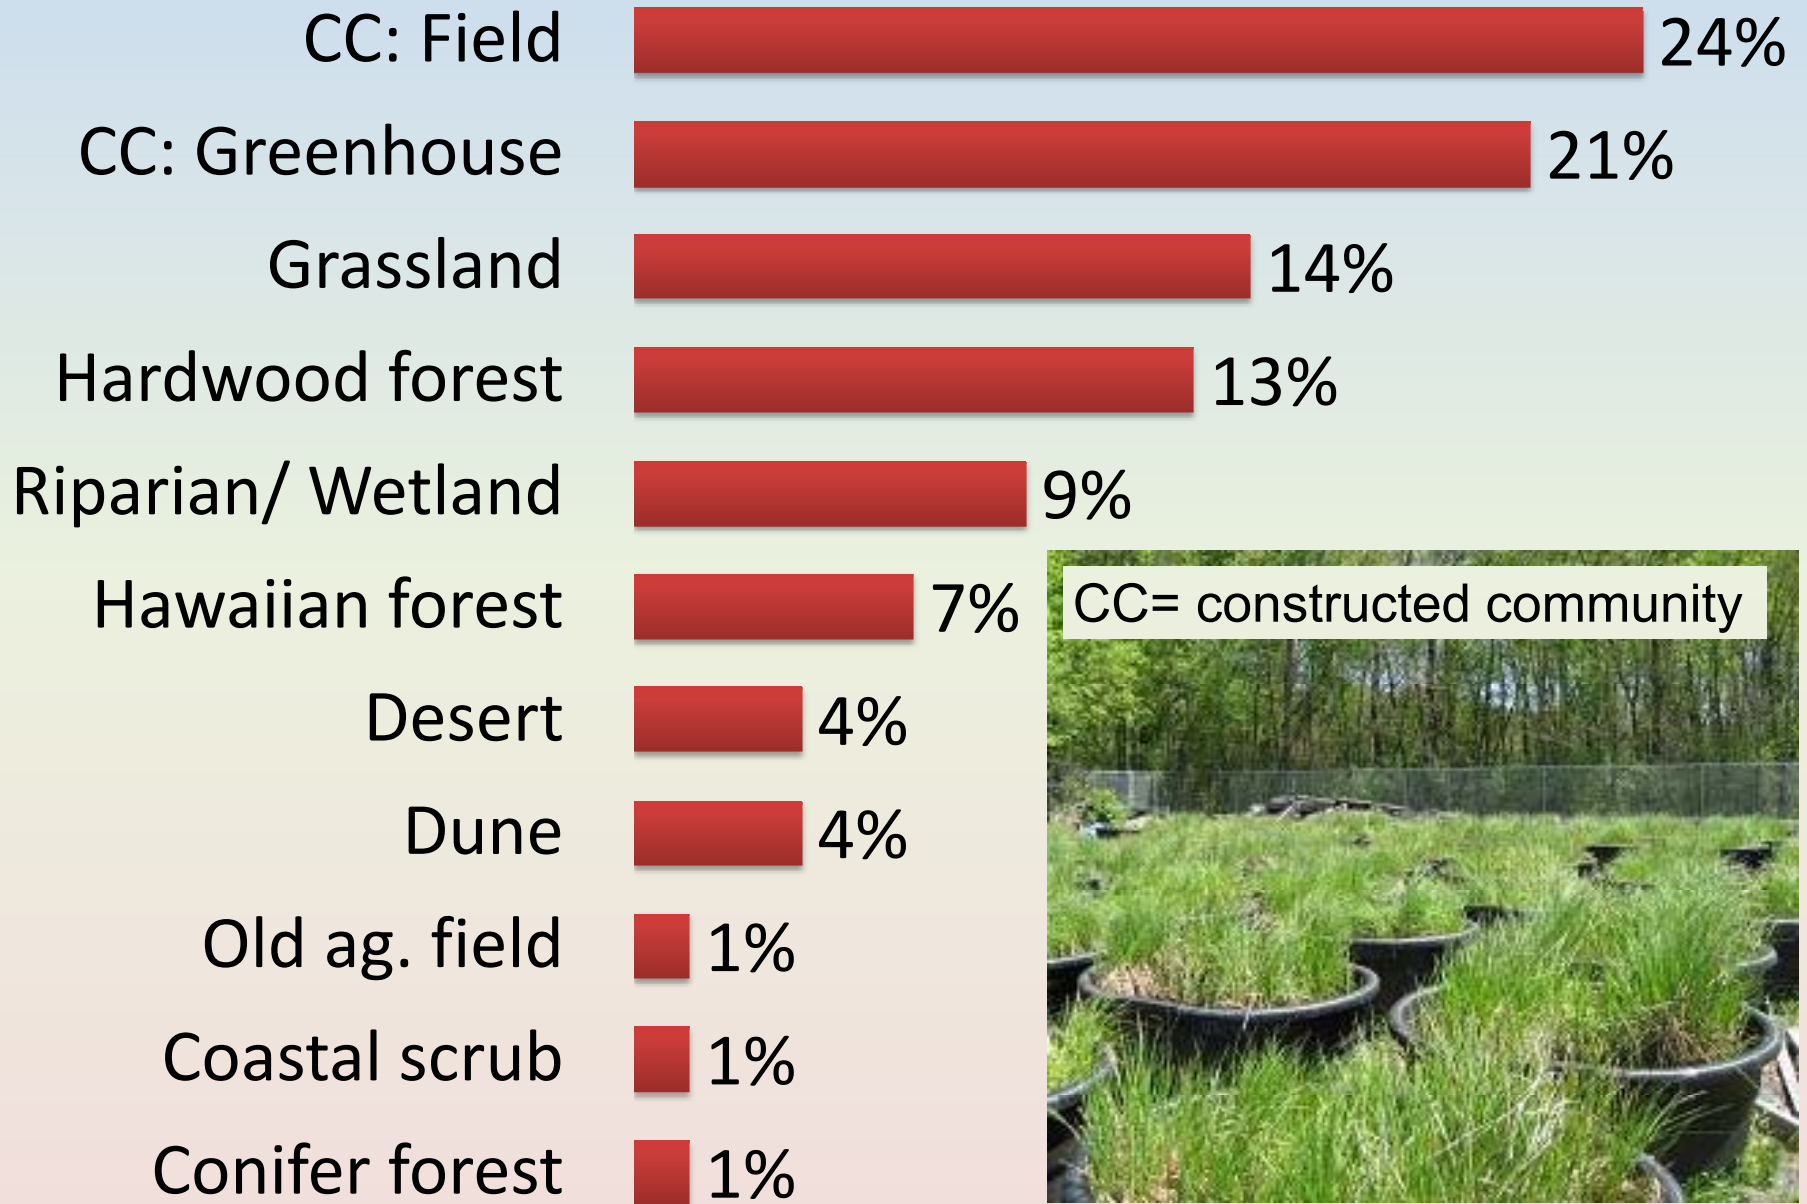 CC: Field 24%
CC: Greenhouse 21%
Grassland 14%
Hardwood forest 13%
Riparian/ Wetland 9%
Hawaiian forest 7%
CC= constructed community
Desert 4%
Dune 4%
Old ag. field 1%
Coastal scrub 1%
Conifer forest 1%